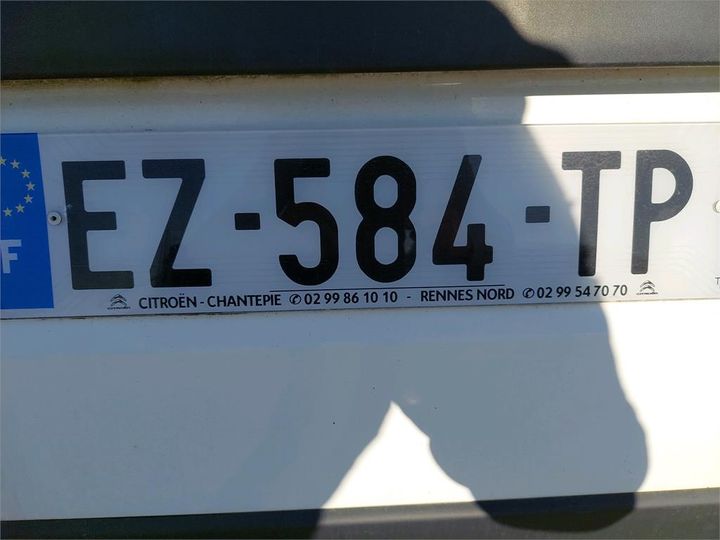 F EZ-584-TP
CITROËN - CHANTEPIE ✆ 02 99 86 10 10 - RENNES NORD ✆ 02 99 54 70 70